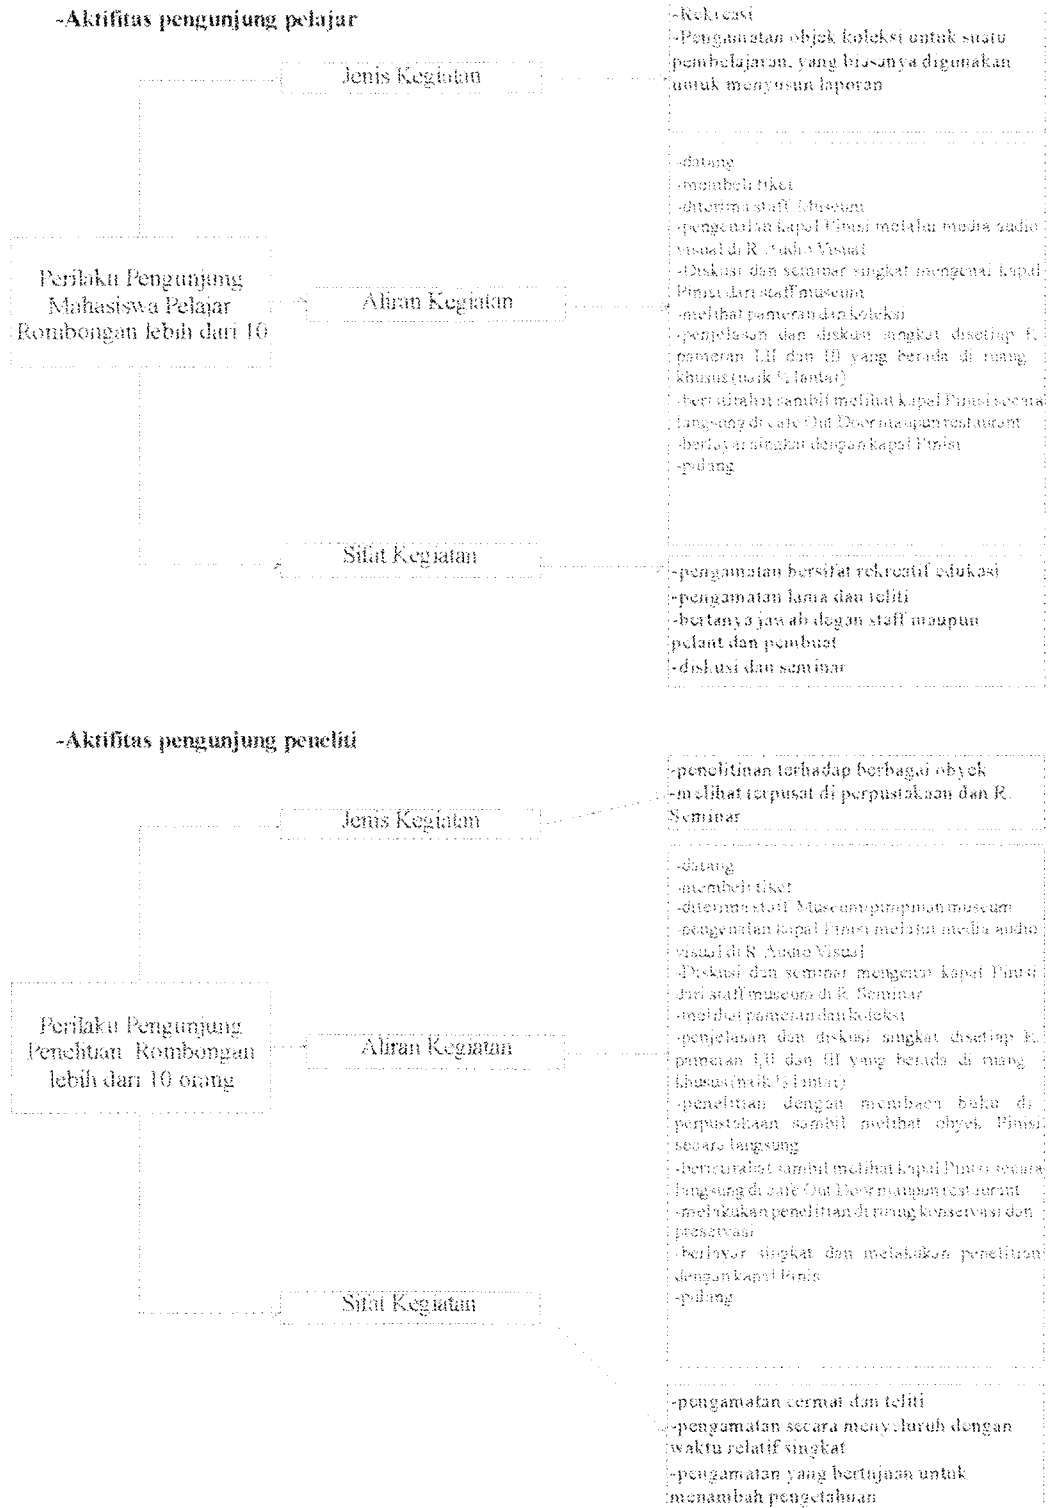 -Aktifitas pengunjung pelajar
-Rekreasi
-Pengamatan objek koleksi untuk suatu
pembelajaran, yang biasanya digunakan
untuk menyusun laporan
Jenis Kegiatan
-datang
-membeli tiket
-diterima staff Museum
-pengenalan kapal Pinisi melalui media audio
visual di R. Audio Visual
-Diskusi dan seminar singkat mengenai kapal
Pinisi dari staff museum
-melihat pameran dan koleksi
-penjelasan dan diskusi singkat disetiap R.
pameran I,II dan III yang berada di ruang
khusus (naik ½ lantai)
-beristirahat sambil melihat kapal Pinisi secara
langsung di cafe Out Door maupun restaurant
-berlayar singkat dengan kapal Pinisi
-pulang
Perilaku Pengunjung
Mahasiswa Pelajar
Rombongan lebih dari 10
Aliran Kegiatan
Sifat Kegiatan
-pengamatan bersifat rekreatif edukasi
-pengamatan lama dan teliti
-bertanya jawab degan staff maupun
pelaut dan pembuat
-diskusi dan seminar
-Aktifitas pengunjung peneliti
-penelitinan terhadap berbagai obyek
-melihat terpusat di perpustakaan dan R.
Seminar
Jenis Kegiatan
-datang
-membeli tiket
-diterima staff Museum/pimpinan museum
-pengenalan kapal Pinisi melalui media audio
visual di R. Audio Visual
-Diskusi dan seminar mengenai kapal Pinisi
dari staff museum di R. Seminar
-melihat pameran dan koleksi
-penjelasan dan diskusi singkat disetiap R.
pameran I,II dan III yang berada di ruang
khusus (naik ½ lantai)
-penelitian dengan membaca buku di
perpustakaan sambil melihat obyek Pinisi
secara langsung
-beristirahat sambil melihat kapal Pinisi secara
langsung di cafe Out Door maupun restaurant
-melakukan penelitian di ruang konservasi dan
preservasi
-berlayar singkat dan melakukan penelitian
dengan kapal Pinisi
-pulang
Perilaku Pengunjung
Penelitian Rombongan
lebih dari 10 orang
Aliran Kegiatan
Sifat Kegiatan
-pengamatan cermat dan teliti
-pengamatan secara menyeluruh dengan
waktu relatif singkat
-pengamatan yang bertujuan untuk
menambah pengetahuan